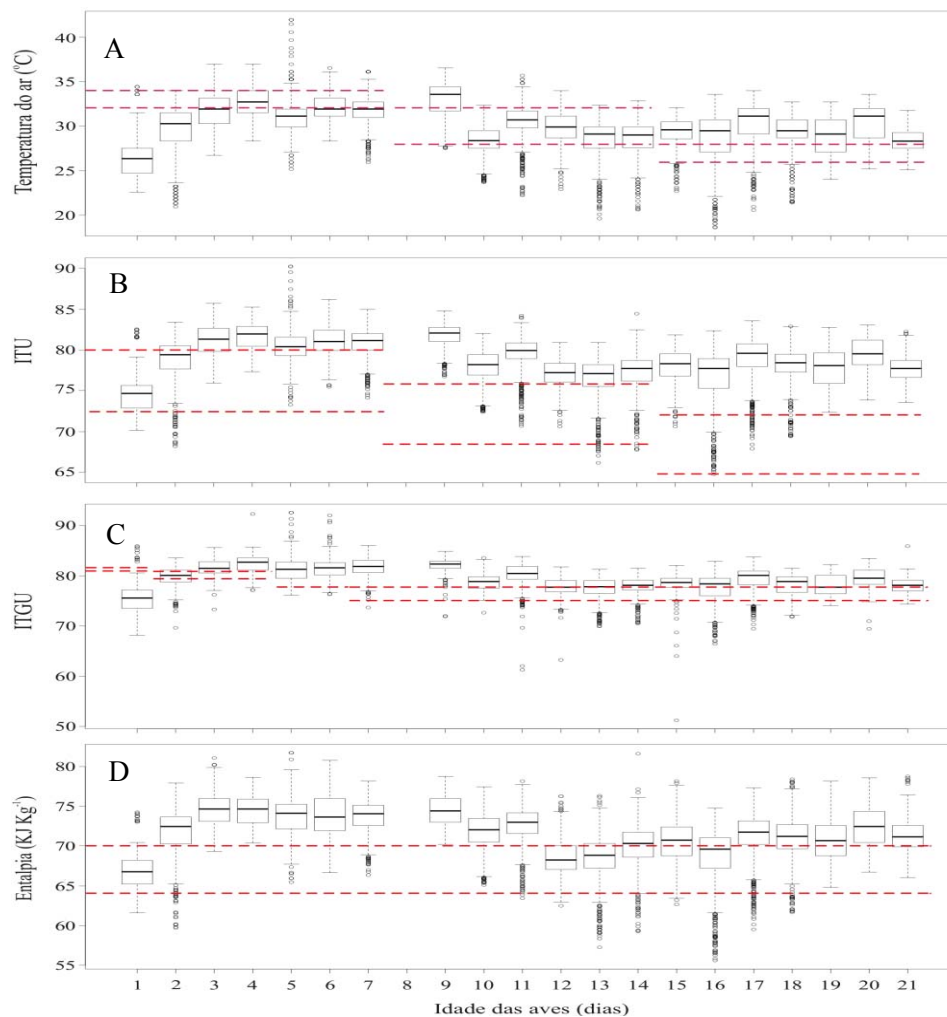 A
Temperatura do ar (°C)
40
35
30
25
20
B
ITU
90
85
80
75
70
65
C
ITGU
90
80
70
60
50
D
Entalpia (KJ Kg⁻¹)
80
75
70
65
60
55
1 2 3 4 5 6 7 8 9 10 11 12 13 14 15 16 17 18 19 20 21
Idade das aves (dias)